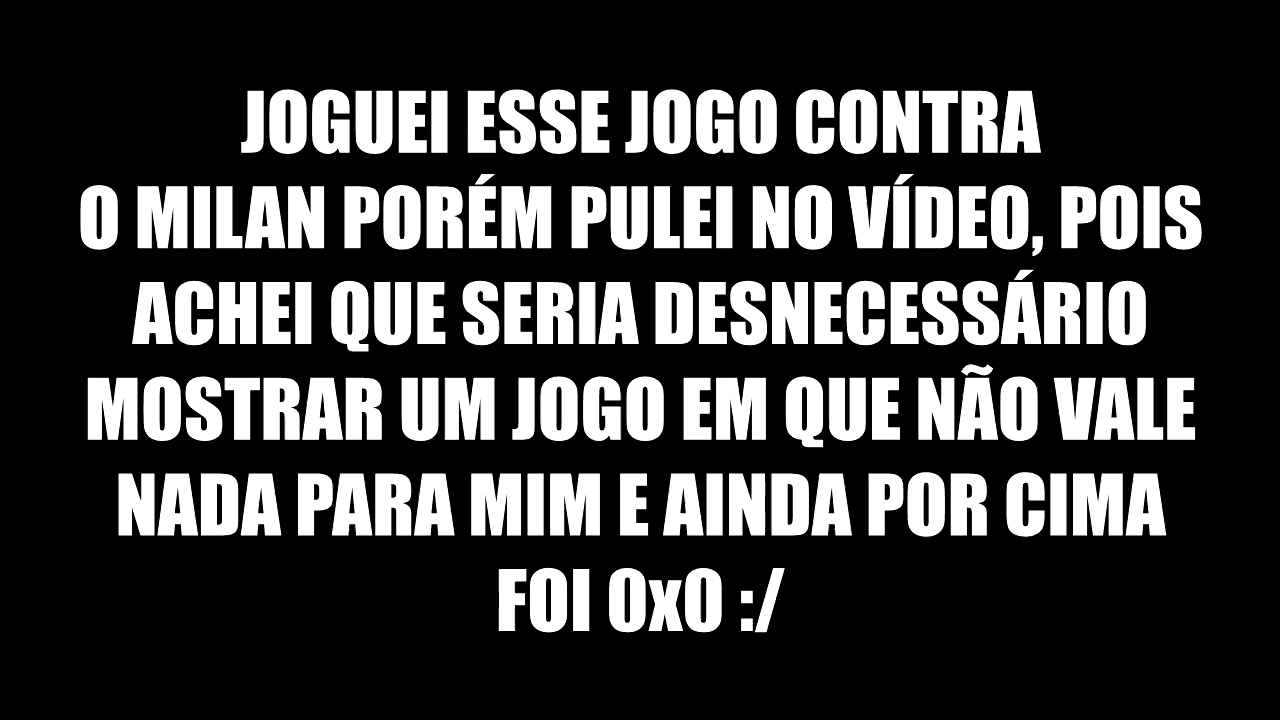 JOGUEI ESSE JOGO CONTRA
O MILAN PORÉM PULEI NO VÍDEO, POIS
ACHEI QUE SERIA DESNECESSÁRIO
MOSTRAR UM JOGO EM QUE NÃO VALE
NADA PARA MIM E AINDA POR CIMA
FOI 0x0 :/